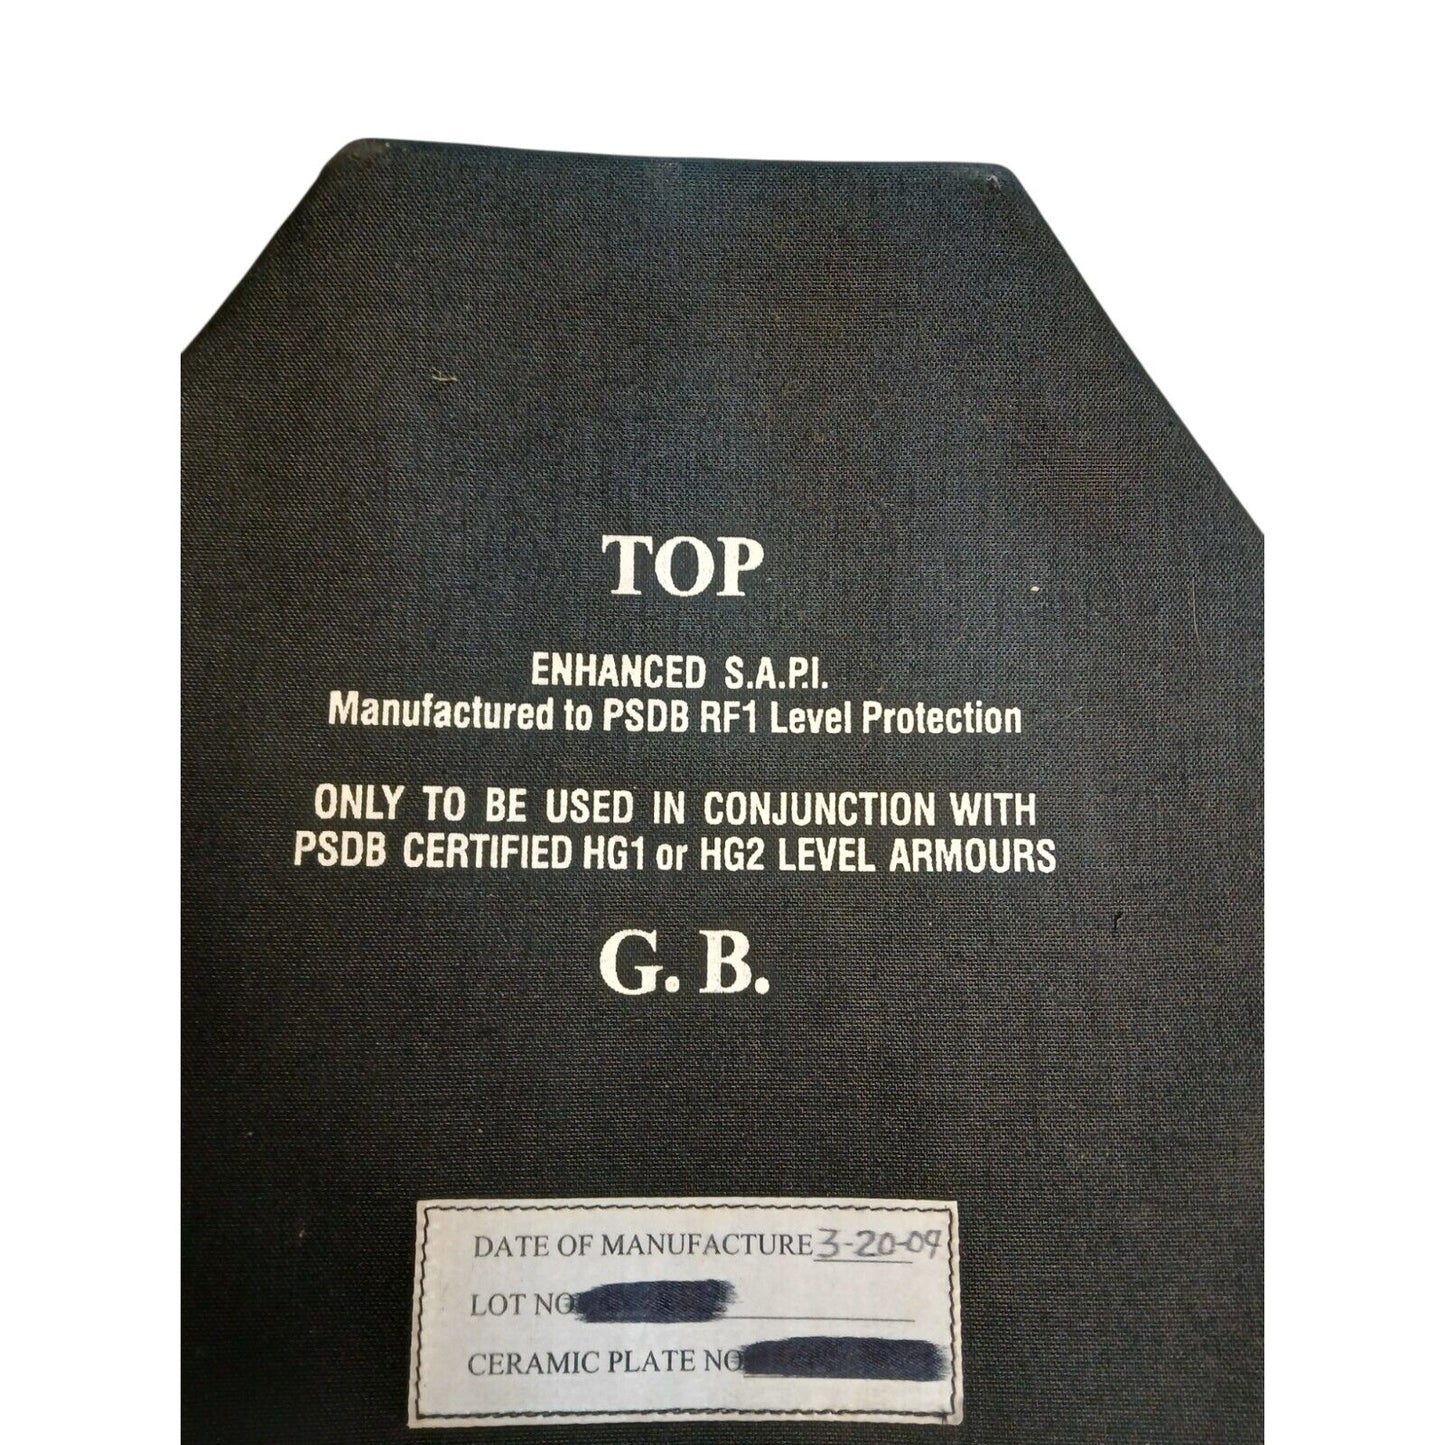 TOP
ENHANCED S.A.P.I.
Manufactured to PSDB RF1 Level Protection
ONLY TO BE USED IN CONJUNCTION WITH
PSDB CERTIFIED HG1 or HG2 LEVEL ARMOURS
G. B.
DATE OF MANUFACTURE 3-20-09
LOT NO
CERAMIC PLATE NO